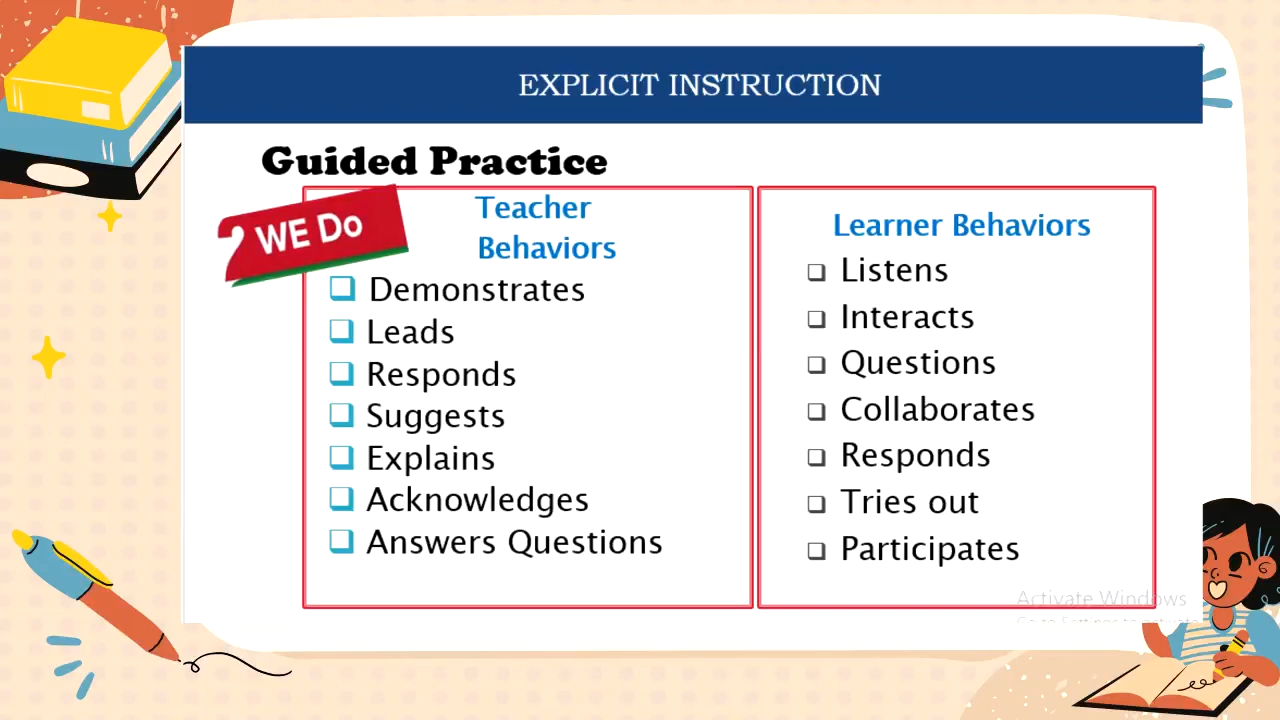 EXPLICIT INSTRUCTION
Guided Practice
WE Do
Teacher
Behaviors
❑ Demonstrates
❑ Leads
❑ Responds
❑ Suggests
❑ Explains
❑ Acknowledges
❑ Answers Questions
Learner Behaviors
❑ Listens
❑ Interacts
❑ Questions
❑ Collaborates
❑ Responds
❑ Tries out
❑ Participates
Activate Windows